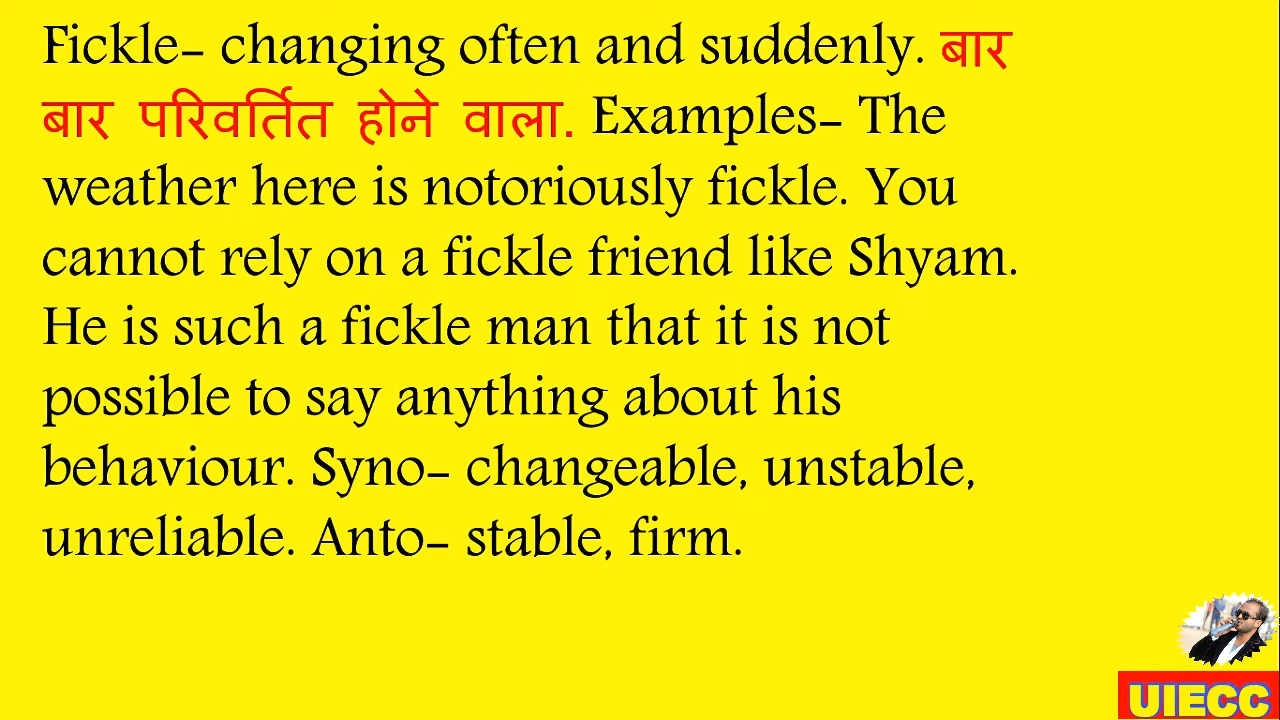 Fickle- changing often and suddenly. बार
बार परिवर्तित होने वाला. Examples- The
weather here is notoriously fickle. You
cannot rely on a fickle friend like Shyam.
He is such a fickle man that it is not
possible to say anything about his
behaviour. Syno- changeable, unstable,
unreliable. Anto- stable, firm.
UIECC